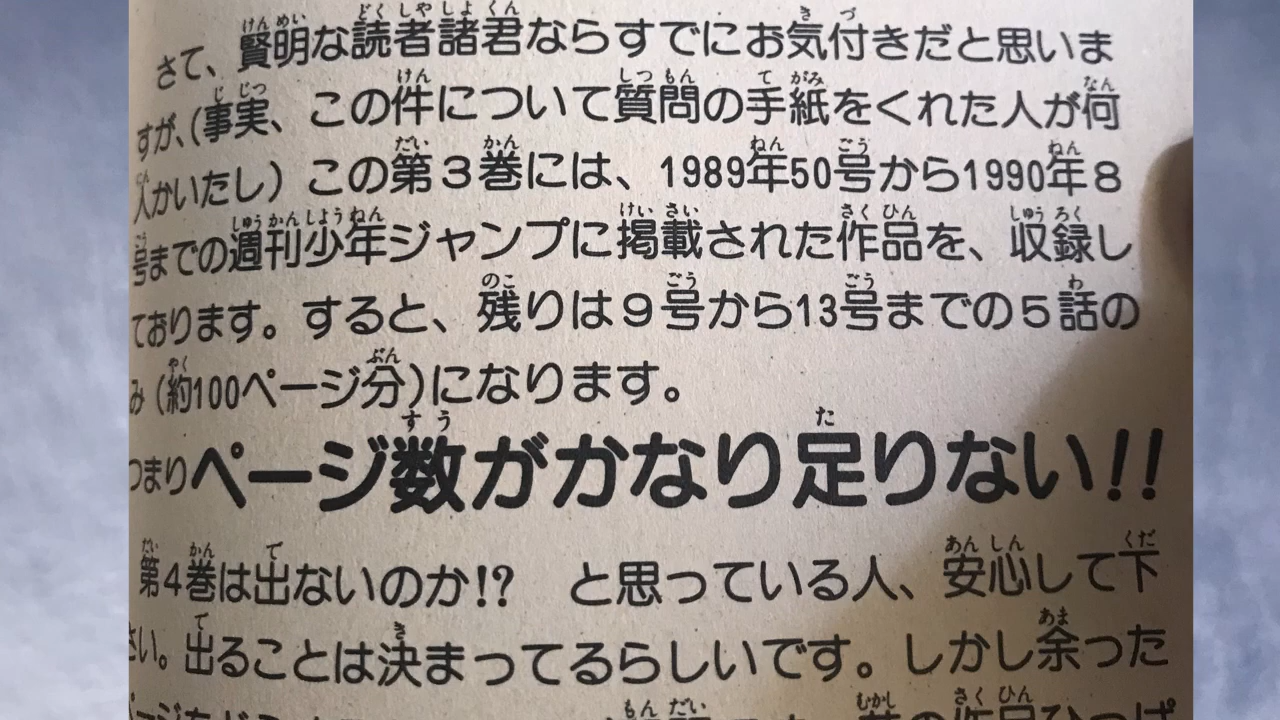 さて、賢明な読者諸君ならすでにお気付きだと思いま
すが、(事実、この件について質問の手紙をくれた人が何
人かいたし)この第3巻には、1989年50号から1990年8
号までの週刊少年ジャンプに掲載された作品を、収録し
ております。すると、残りは9号から13号までの5話の
み(約100ページ分)になります。
つまりページ数がかなり足りない!!
第4巻は出ないのか!? と思っている人、安心して下
さい。出ることは決まってるらしいです。しかし余った